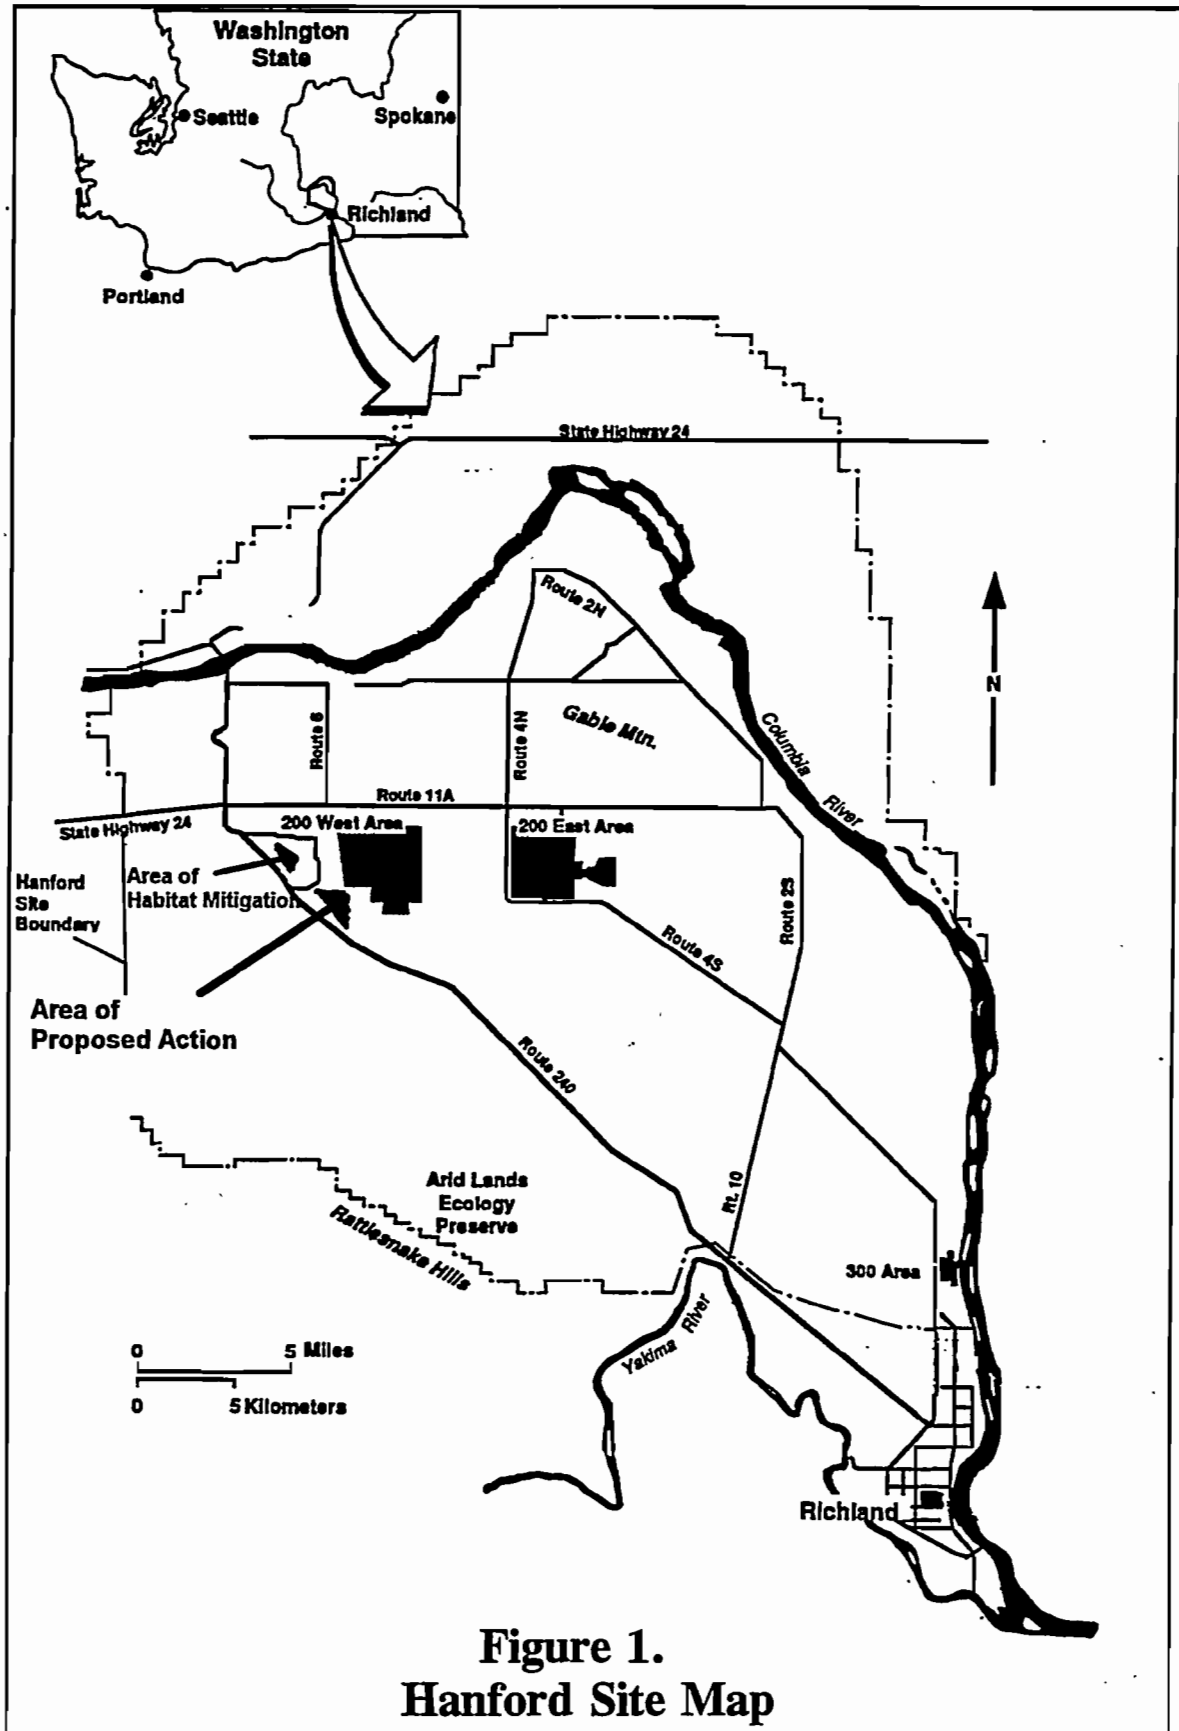 Washington
State
Seattle
Spokane
Richland
Portland
State Highway 24
Route 2N
N
Gable Mtn.
Route 6
Route 4N
Columbia
River
Route 11A
State Highway 24
200 West Area
200 East Area
Area of
Habitat Mitigation
Hanford
Site
Boundary
Route 2S
Route 4S
Area of
Proposed Action
Route 240
Arid Lands
Ecology
Preserve
Rattlesnake Hills
Rt. 10
300 Area
Yakima River
0 5 Miles
0 5 Kilometers
Richland
Figure 1.
Hanford Site Map